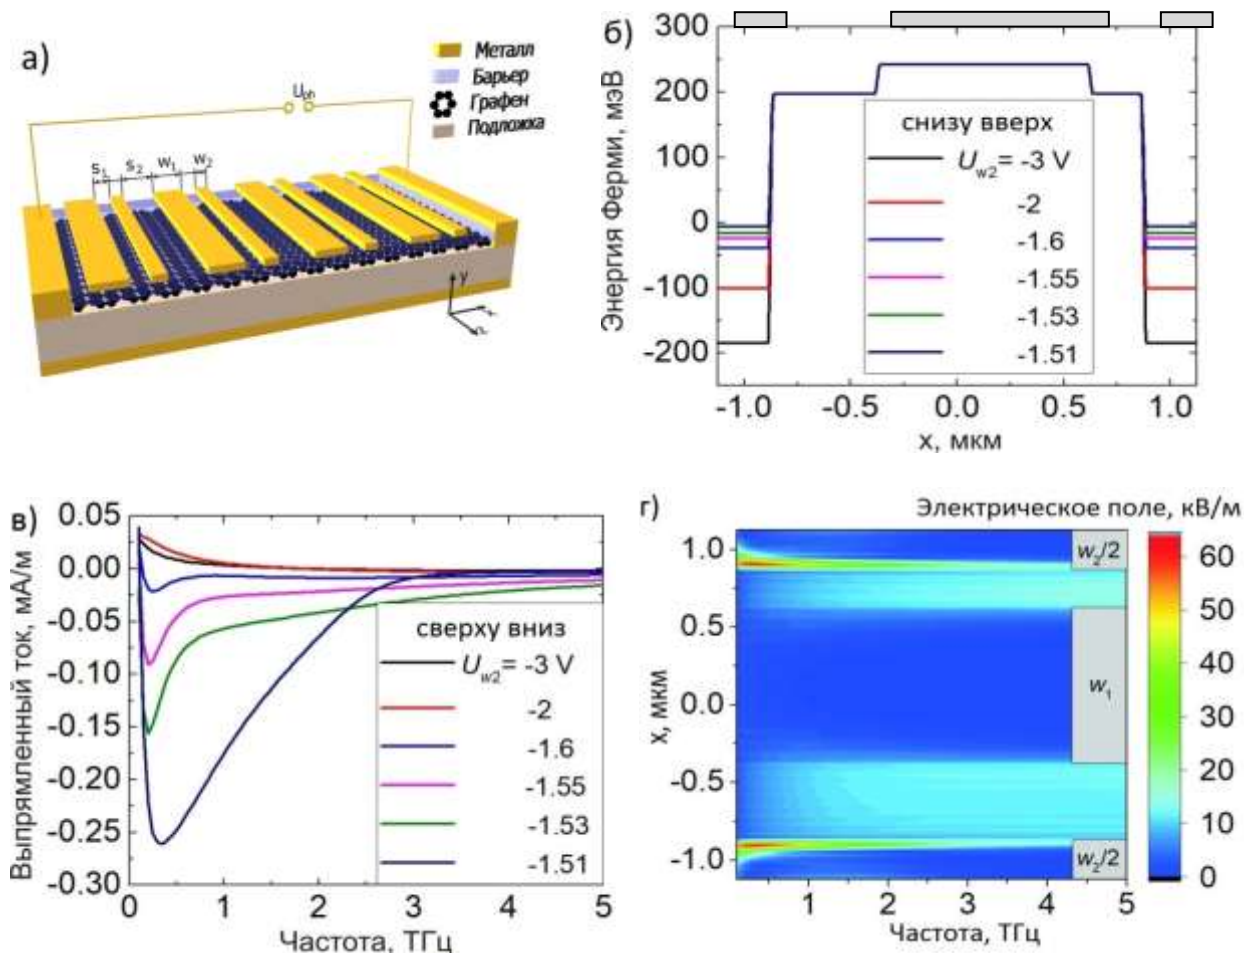 а)
Металл
Барьер
Графен
Подложка
U_ph
s₁
s₂
w₁
w₂
y
x
б)
Энергия Ферми, мэВ
300
200
100
0
-100
-200
снизу вверх
U_w2 = -3 V
-2
-1.6
-1.55
-1.53
-1.51
-1.0
-0.5
0.0
0.5
1.0
x, мкм
в)
Выпрямленный ток, мА/м
0.05
0.00
-0.05
-0.10
-0.15
-0.20
-0.25
-0.30
сверху вниз
U_w2 = -3 V
-2
-1.6
-1.55
-1.53
-1.51
0
1
2
3
4
5
Частота, ТГц
г)
Электрическое поле, кВ/м
x, мкм
1.0
0.5
0.0
-0.5
-1.0
w₂/2
w₁
w₂/2
60
50
40
30
20
10
0
1
2
3
4
5
Частота, ТГц